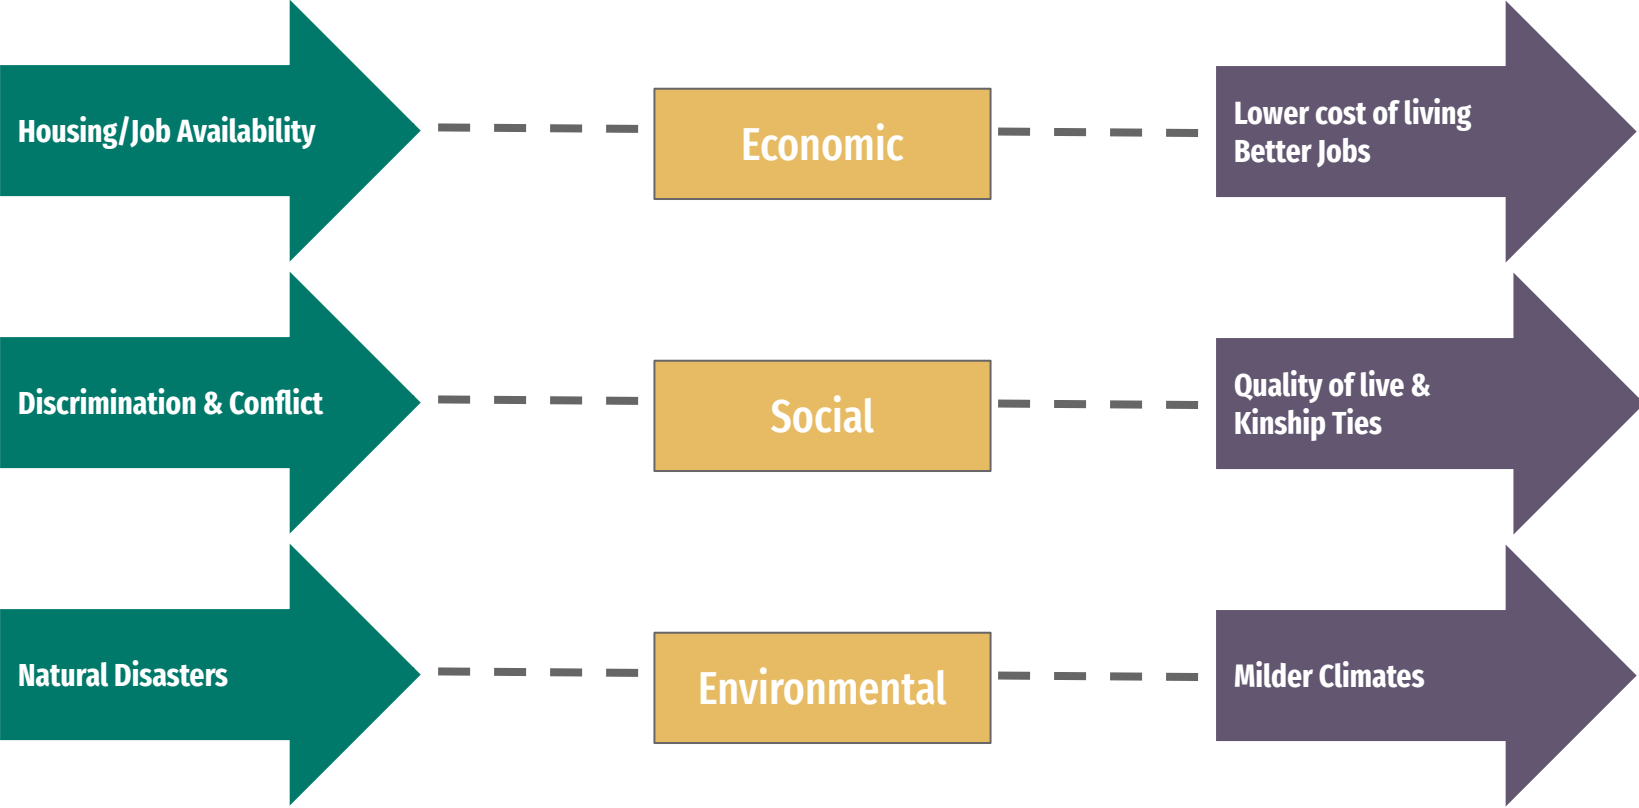 Housing/Job Availability
Economic
Lower cost of living
Better Jobs
Discrimination & Conflict
Social
Quality of live &
Kinship Ties
Natural Disasters
Environmental
Milder Climates